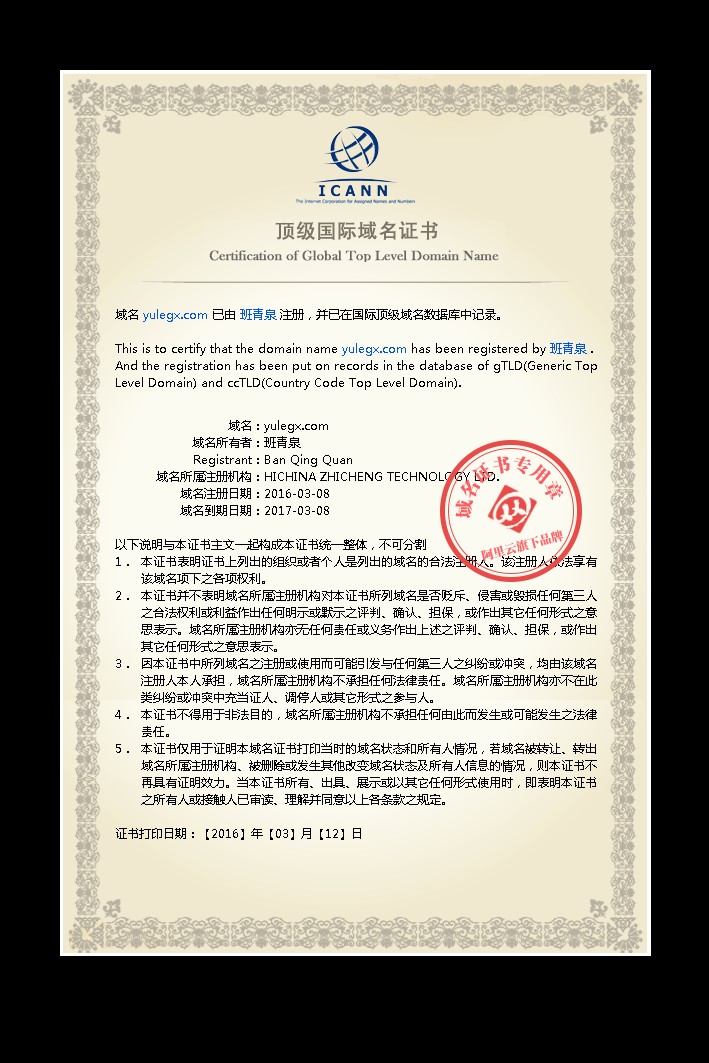 ICANN
The Internet Corporation for Assigned Names and Numbers
顶级国际域名证书
Certification of Global Top Level Domain Name
域名 yulegx.com 已由 班青泉 注册，并已在国际顶级域名数据库中记录。
This is to certify that the domain name yulegx.com has been registered by 班青泉 .
And the registration has been put on records in the database of gTLD(Generic Top
Level Domain) and ccTLD(Country Code Top Level Domain).
域名：yulegx.com
域名所有者：班青泉
Registrant：Ban Qing Quan
域名所属注册机构：HICHINA ZHICHENG TECHNOLOGY LTD.
域名注册日期：2016-03-08
域名到期日期：2017-03-08
域名证书专用章
阿里云旗下品牌
以下说明与本证书主文一起构成本证书统一整体，不可分割
1． 本证书表明证书上列出的组织或者个人是列出的域名的合法注册人。该注册人依法享有
该域名项下之各项权利。
2． 本证书并不表明域名所属注册机构对本证书所列域名是否贬斥、侵害或毁损任何第三人
之合法权利或利益作出任何明示或默示之评判、确认、担保，或作出其它任何形式之意
思表示。域名所属注册机构亦无任何责任或义务作出上述之评判、确认、担保，或作出
其它任何形式之意思表示。
3． 因本证书中所列域名之注册或使用而可能引发与任何第三人之纠纷或冲突，均由该域名
注册人本人承担，域名所属注册机构不承担任何法律责任。域名所属注册机构亦不在此
类纠纷或冲突中充当证人、调停人或其它形式之参与人。
4． 本证书不得用于非法目的，域名所属注册机构不承担任何由此而发生或可能发生之法律
责任。
5． 本证书仅用于证明本域名证书打印当时的域名状态和所有人情况，若域名被转让、转出
域名所属注册机构、被删除或发生其他改变域名状态及所有人信息的情况，则本证书不
再具有证明效力。当本证书所有、出具、展示或以其它任何形式使用时，即表明本证书
之所有人或接触人已审读、理解并同意以上各条款之规定。
证书打印日期：【2016】年【03】月【12】日